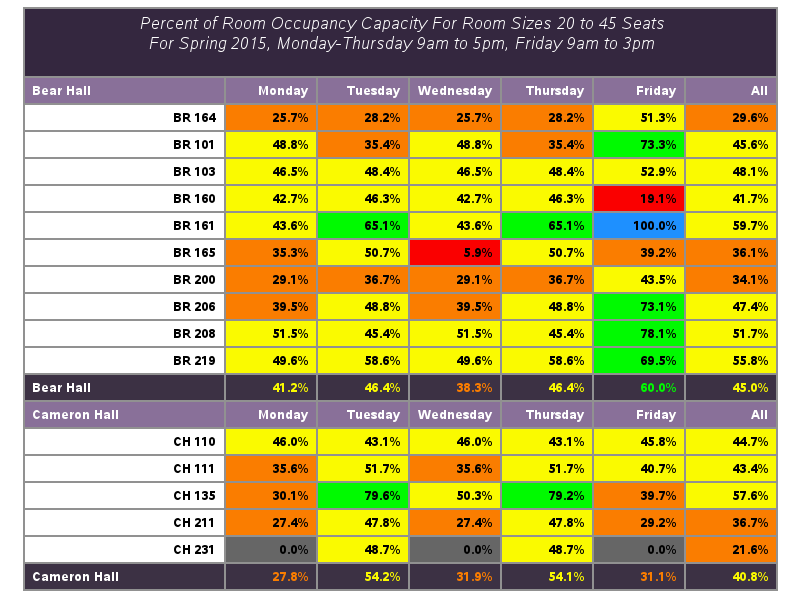 Percent of Room Occupancy Capacity For Room Sizes 20 to 45 Seats
For Spring 2015, Monday-Thursday 9am to 5pm, Friday 9am to 3pm
Bear Hall Monday Tuesday Wednesday Thursday Friday All
BR 164 25.7% 28.2% 25.7% 28.2% 51.3% 29.6%
BR 101 48.8% 35.4% 48.8% 35.4% 73.3% 45.6%
BR 103 46.5% 48.4% 46.5% 48.4% 52.9% 48.1%
BR 160 42.7% 46.3% 42.7% 46.3% 19.1% 41.7%
BR 161 43.6% 65.1% 43.6% 65.1% 100.0% 59.7%
BR 165 35.3% 50.7% 5.9% 50.7% 39.2% 36.1%
BR 200 29.1% 36.7% 29.1% 36.7% 43.5% 34.1%
BR 206 39.5% 48.8% 39.5% 48.8% 73.1% 47.4%
BR 208 51.5% 45.4% 51.5% 45.4% 78.1% 51.7%
BR 219 49.6% 58.6% 49.6% 58.6% 69.5% 55.8%
Bear Hall 41.2% 46.4% 38.3% 46.4% 60.0% 45.0%
Cameron Hall Monday Tuesday Wednesday Thursday Friday All
CH 110 46.0% 43.1% 46.0% 43.1% 45.8% 44.7%
CH 111 35.6% 51.7% 35.6% 51.7% 40.7% 43.4%
CH 135 30.1% 79.6% 50.3% 79.2% 39.7% 57.6%
CH 211 27.4% 47.8% 27.4% 47.8% 29.2% 36.7%
CH 231 0.0% 48.7% 0.0% 48.7% 0.0% 21.6%
Cameron Hall 27.8% 54.2% 31.9% 54.1% 31.1% 40.8%